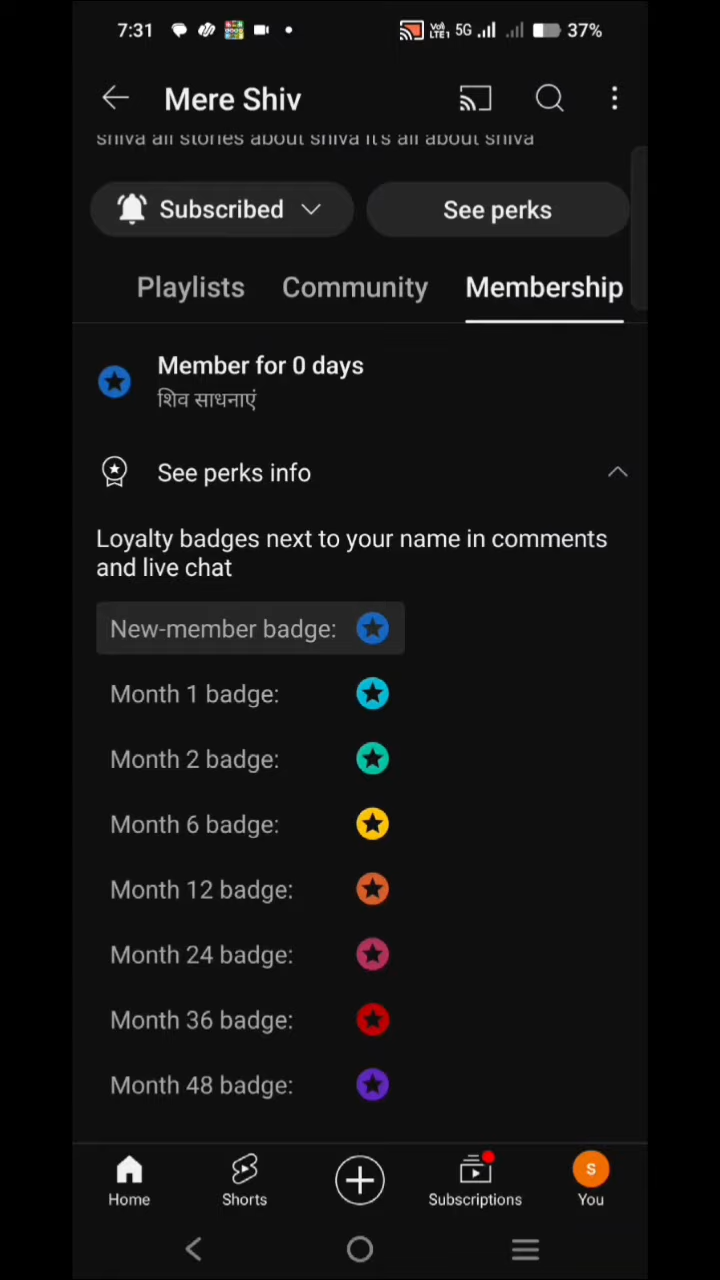 7:31 Vo) LTE1 5G 37%
Mere Shiv
shiva all stories about shiva it's all about shiva
Subscribed See perks
Playlists Community Membership
Member for 0 days
शिव साधनाएं
See perks info
Loyalty badges next to your name in comments
and live chat
New-member badge:
Month 1 badge:
Month 2 badge:
Month 6 badge:
Month 12 badge:
Month 24 badge:
Month 36 badge:
Month 48 badge:
S
Home Shorts Subscriptions You